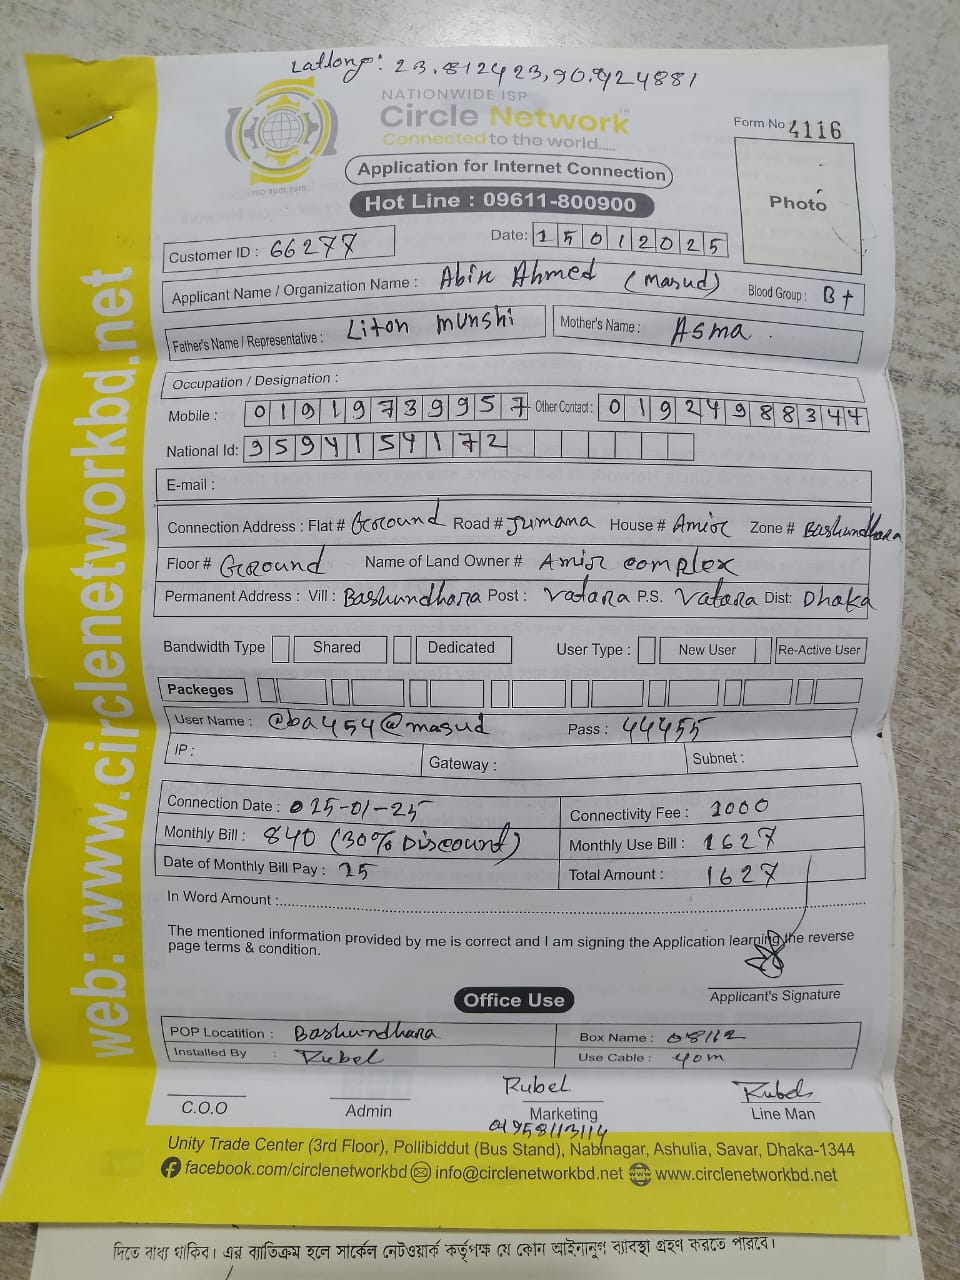 Latlong: 23.812423,90.424881
NATIONWIDE ISP
Circle Network
Connected to the world.....
ISO 9001:2015
Form No 4116
Application for Internet Connection
Hot Line : 09611-800900
Photo
Customer ID : 66277
Date: 15012025
Applicant Name / Organization Name : Abir Ahmed (Masud) Blood Group : B+
Father's Name / Representative : Liton Munshi Mother's Name : Asma
Occupation / Designation :
Mobile : 01919739957 Other Contact : 01924988344
National Id: 9594154172
E-mail :
Connection Address : Flat # Ground Road # Jumana House # Amir Zone # Bashundhara
Floor # Ground Name of Land Owner # Amir complex
Permanent Address : Vill : Bashundhara Post : Vatara P.S. Vatara Dist: Dhaka
Bandwidth Type Shared Dedicated User Type : New User Re-Active User
Packeges
User Name : @ba454@masud Pass : 44455
IP : Gateway : Subnet :
Connection Date : 025-01-25 Connectivity Fee : 1000
Monthly Bill : 840 (30% Discount) Monthly Use Bill : 1627
Date of Monthly Bill Pay : 25 Total Amount : 1627
In Word Amount :
The mentioned information provided by me is correct and I am signing the Application learning the reverse
page terms & condition.
Applicant's Signature
Office Use
POP Locatition : Bashundhara Box Name : 08112
Installed By : Rubel Use Cable : 40m
Rubel Rubel
C.O.O Admin Marketing Line Man
01958113114
Unity Trade Center (3rd Floor), Pollibiddut (Bus Stand), Nabinagar, Ashulia, Savar, Dhaka-1344
facebook.com/circlenetworkbd info@circlenetworkbd.net www.circlenetworkbd.net
web: www.circlenetworkbd.net
দিতে বাধ্য থাকিব। এর ব্যতিক্রম হলে সার্কেল নেটওয়ার্ক কর্তৃপক্ষ যে কোন আইনানুগ ব্যবস্থা গ্রহণ করতে পারবে।